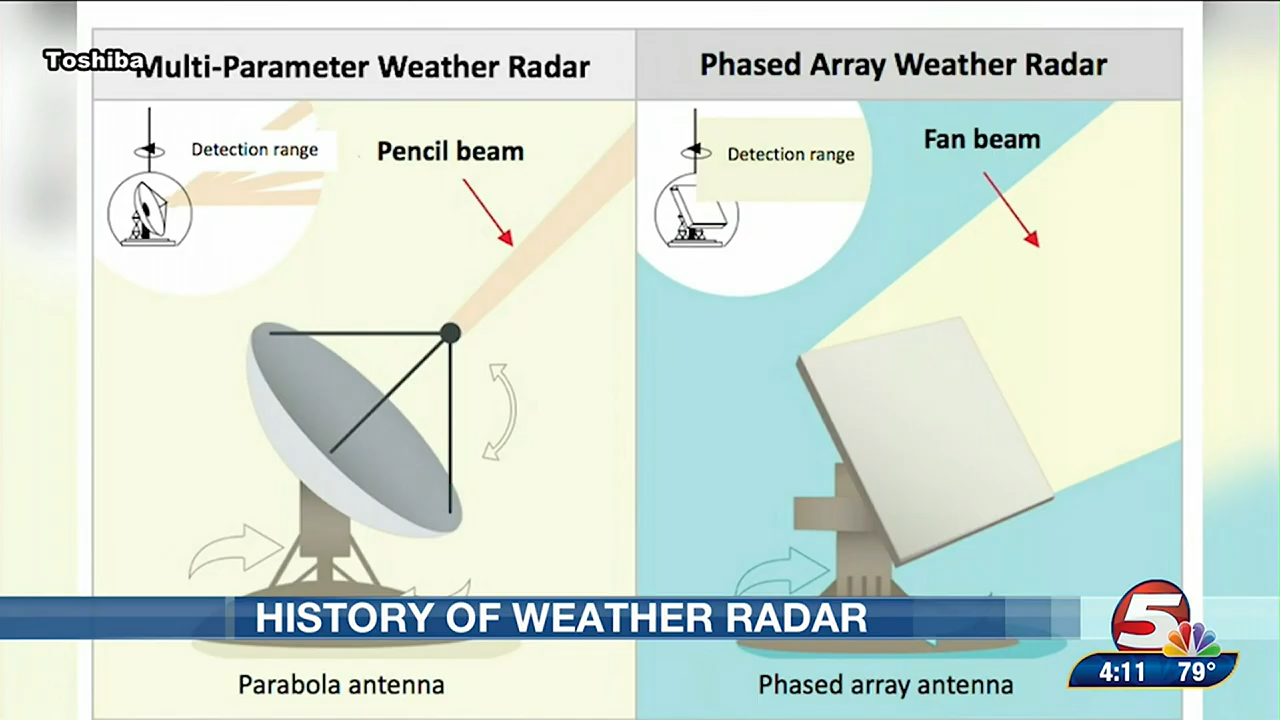 Toshiba
Multi-Parameter Weather Radar
Phased Array Weather Radar
Detection range
Pencil beam
Detection range
Fan beam
HISTORY OF WEATHER RADAR
5
4:11 79°
Parabola antenna
Phased array antenna